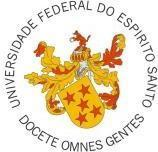 UNIVERSIDADE FEDERAL DO ESPIRITO SANTO
DOCETE OMNES GENTES